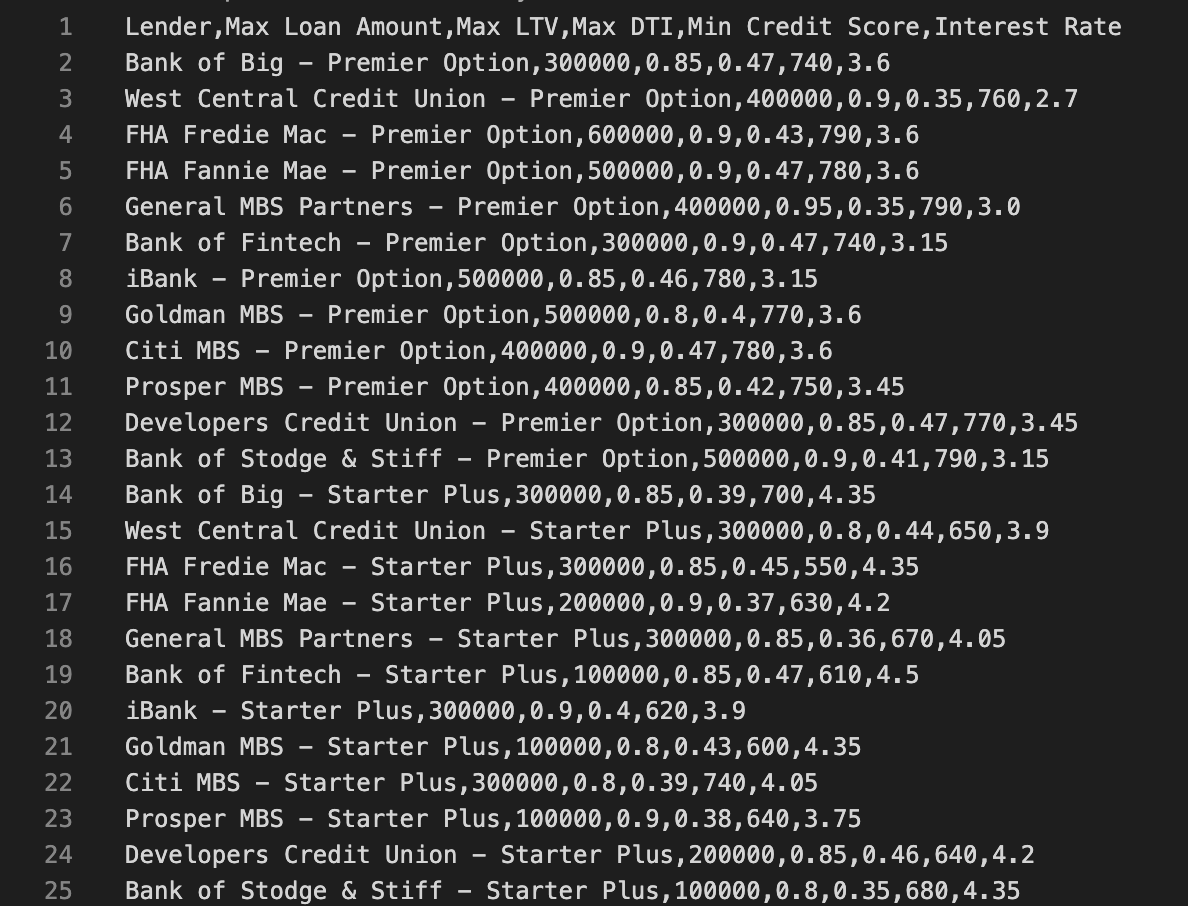 1 Lender,Max Loan Amount,Max LTV,Max DTI,Min Credit Score,Interest Rate
2 Bank of Big – Premier Option,300000,0.85,0.47,740,3.6
3 West Central Credit Union – Premier Option,400000,0.9,0.35,760,2.7
4 FHA Fredie Mac – Premier Option,600000,0.9,0.43,790,3.6
5 FHA Fannie Mae – Premier Option,500000,0.9,0.47,780,3.6
6 General MBS Partners – Premier Option,400000,0.95,0.35,790,3.0
7 Bank of Fintech – Premier Option,300000,0.9,0.47,740,3.15
8 iBank – Premier Option,500000,0.85,0.46,780,3.15
9 Goldman MBS – Premier Option,500000,0.8,0.4,770,3.6
10 Citi MBS – Premier Option,400000,0.9,0.47,780,3.6
11 Prosper MBS – Premier Option,400000,0.85,0.42,750,3.45
12 Developers Credit Union – Premier Option,300000,0.85,0.47,770,3.45
13 Bank of Stodge & Stiff – Premier Option,500000,0.9,0.41,790,3.15
14 Bank of Big – Starter Plus,300000,0.85,0.39,700,4.35
15 West Central Credit Union – Starter Plus,300000,0.8,0.44,650,3.9
16 FHA Fredie Mac – Starter Plus,300000,0.85,0.45,550,4.35
17 FHA Fannie Mae – Starter Plus,200000,0.9,0.37,630,4.2
18 General MBS Partners – Starter Plus,300000,0.85,0.36,670,4.05
19 Bank of Fintech – Starter Plus,100000,0.85,0.47,610,4.5
20 iBank – Starter Plus,300000,0.9,0.4,620,3.9
21 Goldman MBS – Starter Plus,100000,0.8,0.43,600,4.35
22 Citi MBS – Starter Plus,300000,0.8,0.39,740,4.05
23 Prosper MBS – Starter Plus,100000,0.9,0.38,640,3.75
24 Developers Credit Union – Starter Plus,200000,0.85,0.46,640,4.2
25 Bank of Stodge & Stiff – Starter Plus,100000,0.8,0.35,680,4.35